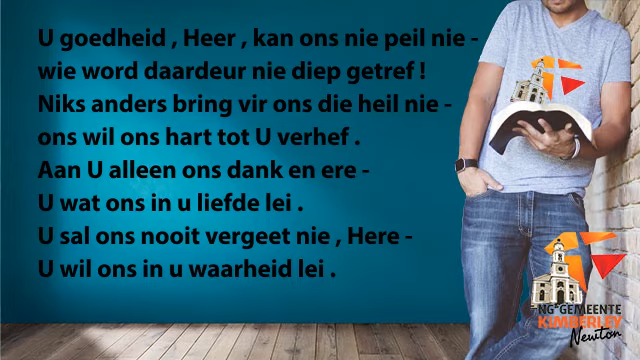 U goedheid , Heer , kan ons nie peil nie -
wie word daardeur nie diep getref !
Niks anders bring vir ons die heil nie -
ons wil ons hart tot U verhef .
Aan U alleen ons dank en ere -
U wat ons in u liefde lei .
U sal ons nooit vergeet nie , Here -
U wil ons in u waarheid lei .
NG GEMEENTE
KIMBERLEY
Newton